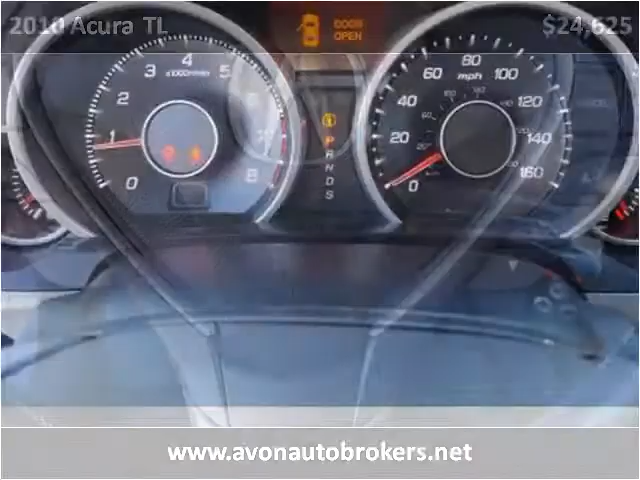 2010 Acura TL
$24,625
DOOR
OPEN
4
3
5
x1000r/min
2
1
0
7
8
P
R
N
D
S
80
60
mph
100
40
120
20
140
0
160
www.avonautobrokers.net